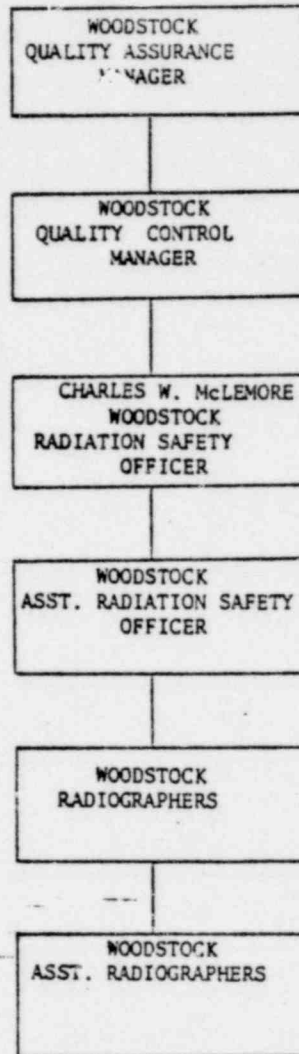 WOODSTOCK
QUALITY ASSURANCE
MANAGER
WOODSTOCK
QUALITY CONTROL
MANAGER
CHARLES W. McLEMORE
WOODSTOCK
RADIATION SAFETY
OFFICER
WOODSTOCK
ASST. RADIATION SAFETY
OFFICER
WOODSTOCK
RADIOGRAPHERS
WOODSTOCK
ASST. RADIOGRAPHERS